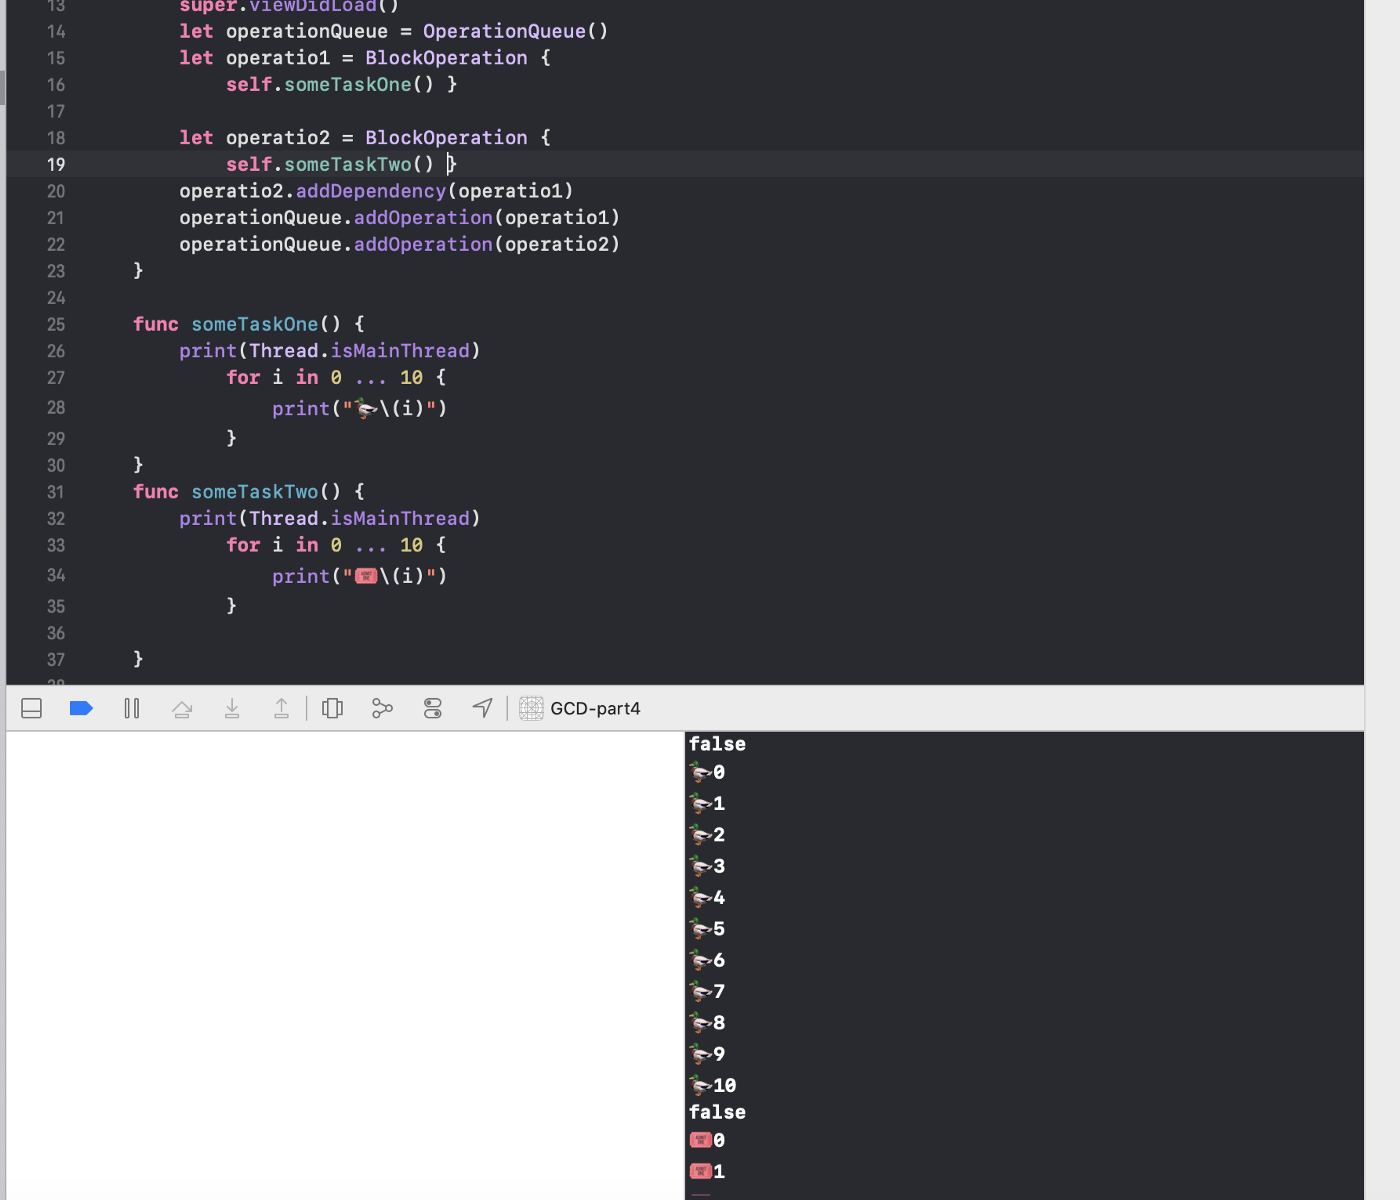 13 super.viewDidLoad()
14 let operationQueue = OperationQueue()
15 let operatio1 = BlockOperation {
16 self.someTaskOne() }
17
18 let operatio2 = BlockOperation {
19 self.someTaskTwo() }
20 operatio2.addDependency(operatio1)
21 operationQueue.addOperation(operatio1)
22 operationQueue.addOperation(operatio2)
23 }
24
25 func someTaskOne() {
26 print(Thread.isMainThread)
27 for i in 0 ... 10 {
28 print("🦆\(i)")
29 }
30 }
31 func someTaskTwo() {
32 print(Thread.isMainThread)
33 for i in 0 ... 10 {
34 print("🎟\(i)")
35 }
36
37 }
GCD-part4
false
🦆0
🦆1
🦆2
🦆3
🦆4
🦆5
🦆6
🦆7
🦆8
🦆9
🦆10
false
🎟0
🎟1